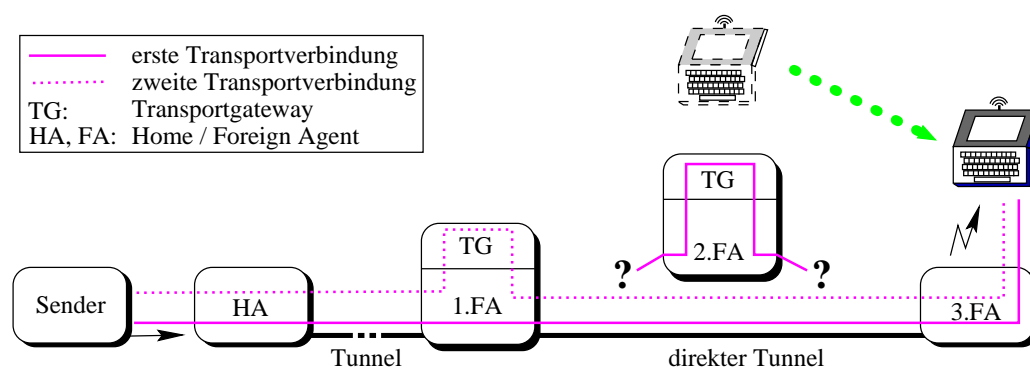 erste Transportverbindung
zweite Transportverbindung
TG: Transportgateway
HA, FA: Home / Foreign Agent
TG
TG
2.FA
? ?
Sender
HA
1.FA
3.FA
Tunnel
direkter Tunnel